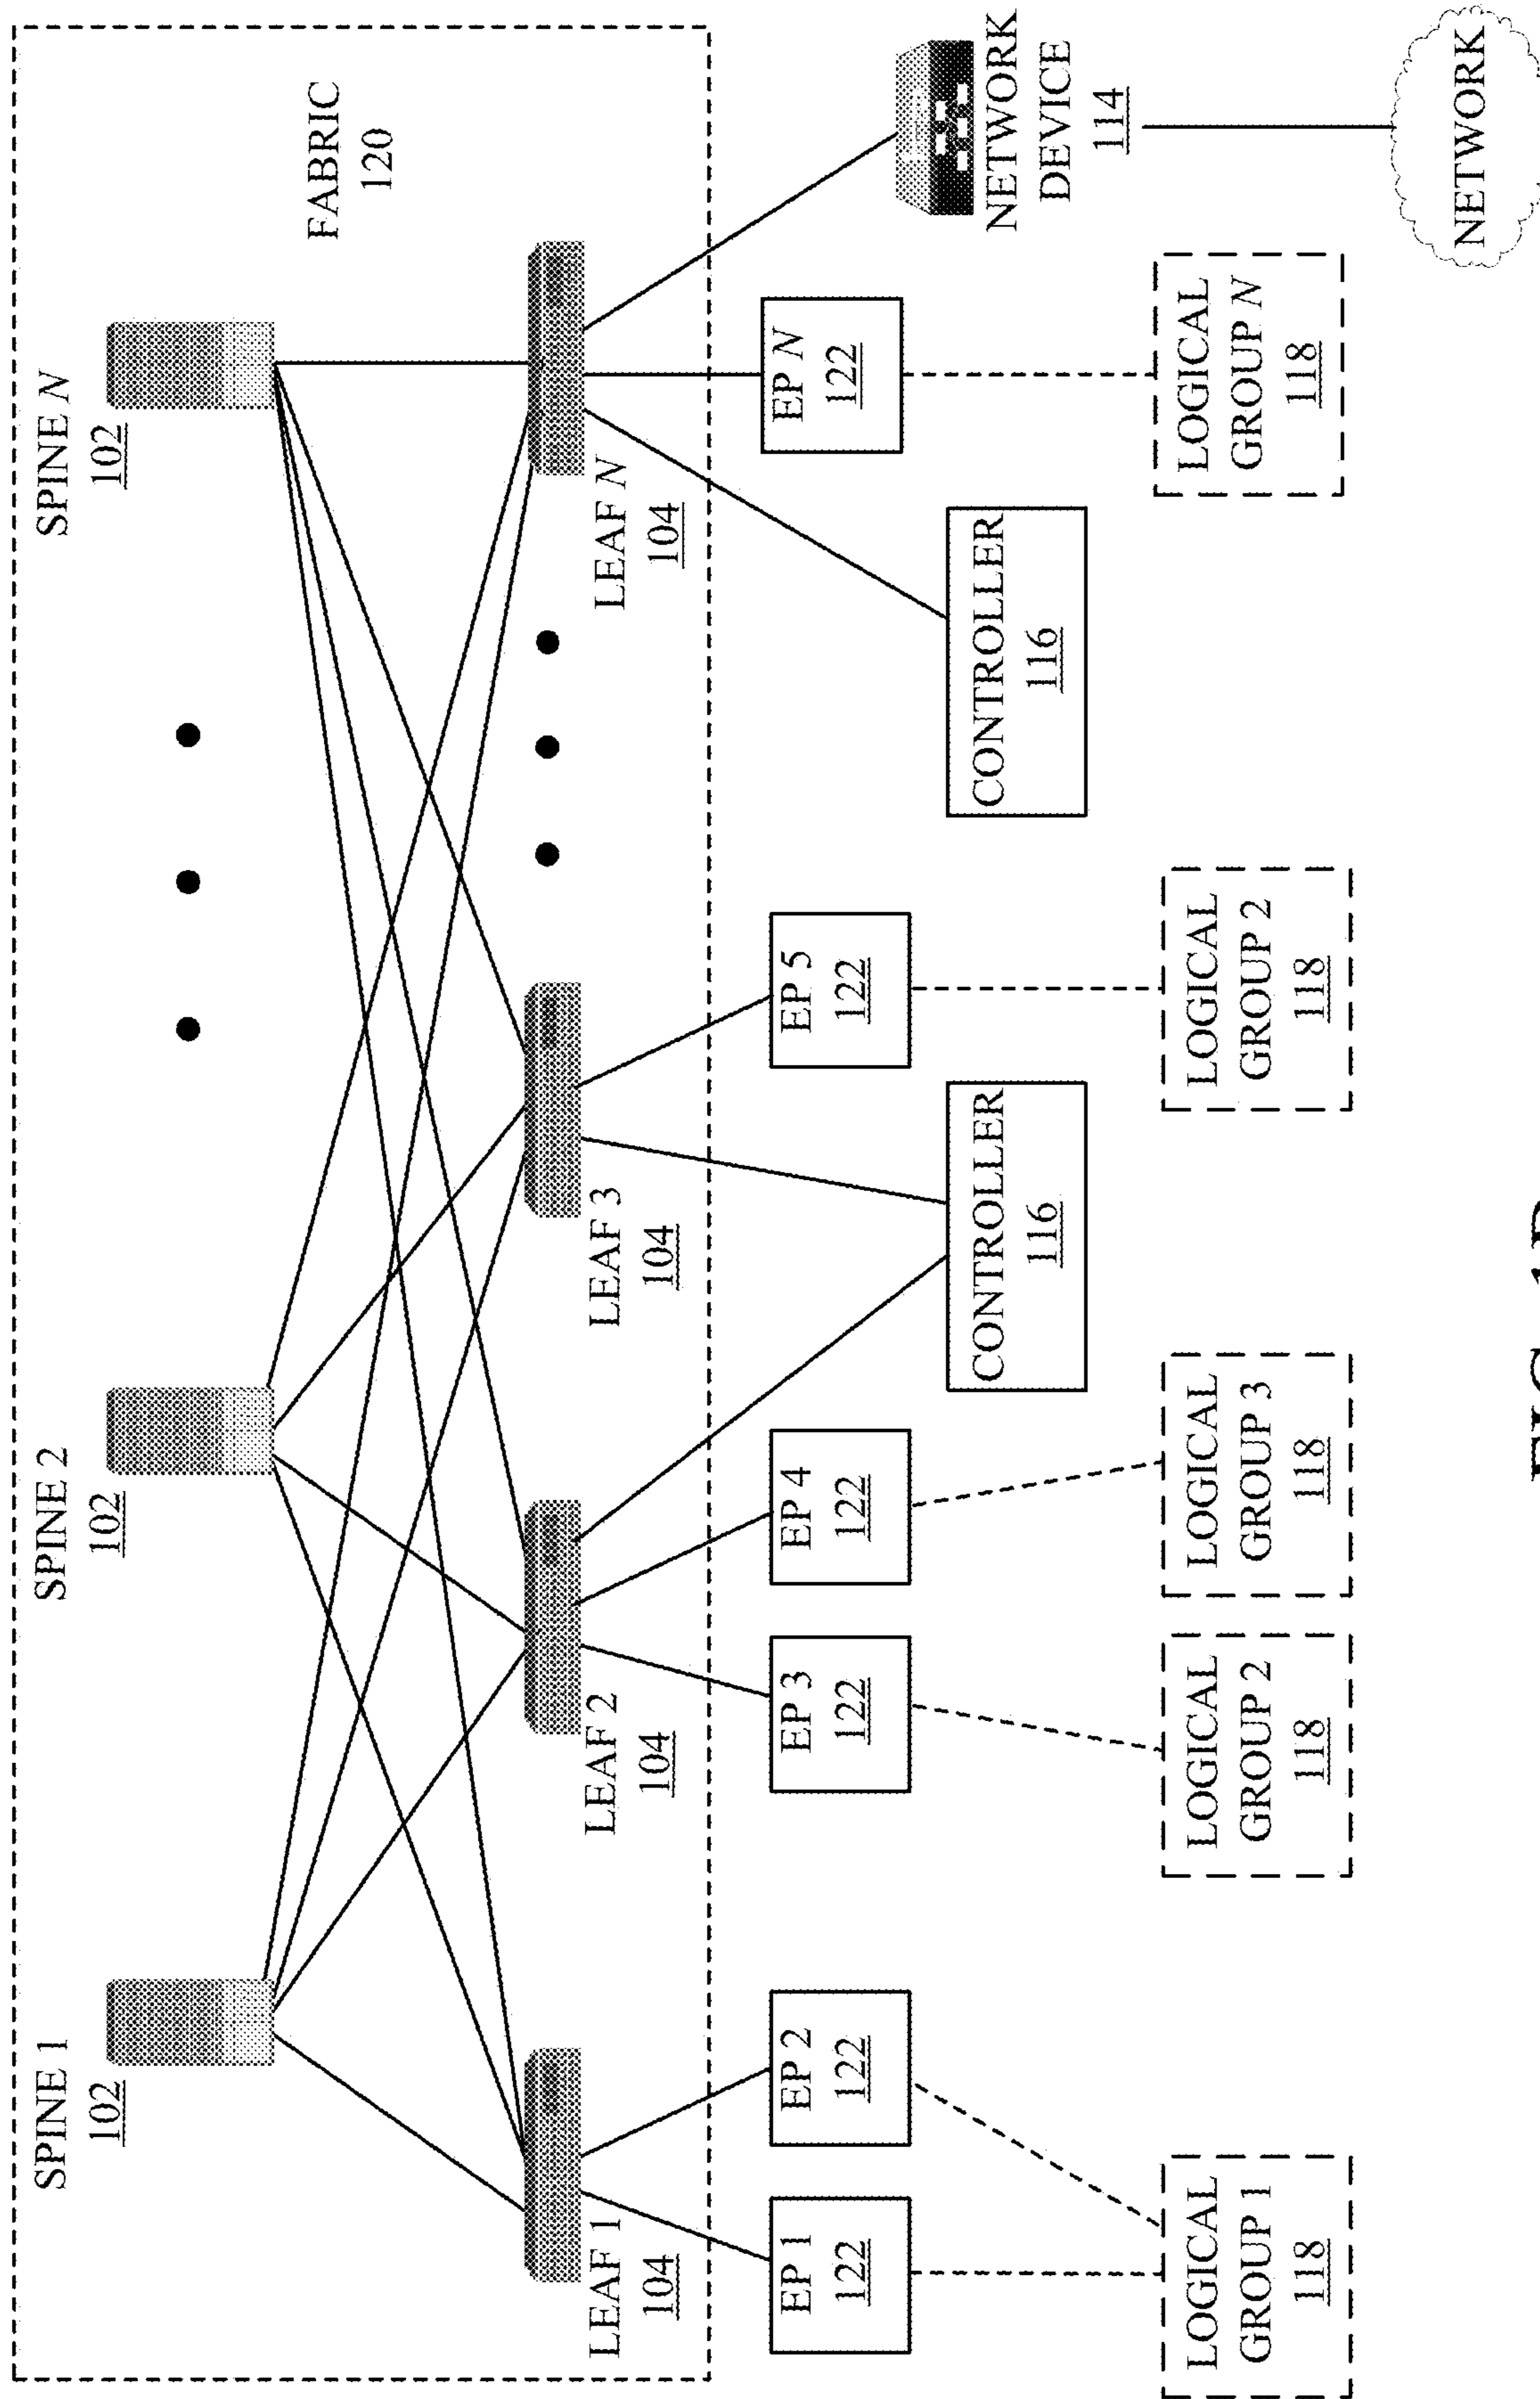 SPINE 1
102
SPINE 2
102
SPINE N
102
FABRIC
120
LEAF 1
104
LEAF 2
104
LEAF 3
104
LEAF N
104
EP 1
122
EP 2
122
EP 3
122
EP 4
122
EP 5
122
EP N
122
CONTROLLER
116
CONTROLLER
116
NETWORK
DEVICE
114
LOGICAL
GROUP 1
118
LOGICAL
GROUP 2
118
LOGICAL
GROUP 3
118
LOGICAL
GROUP 2
118
LOGICAL
GROUP N
118
NETWORK